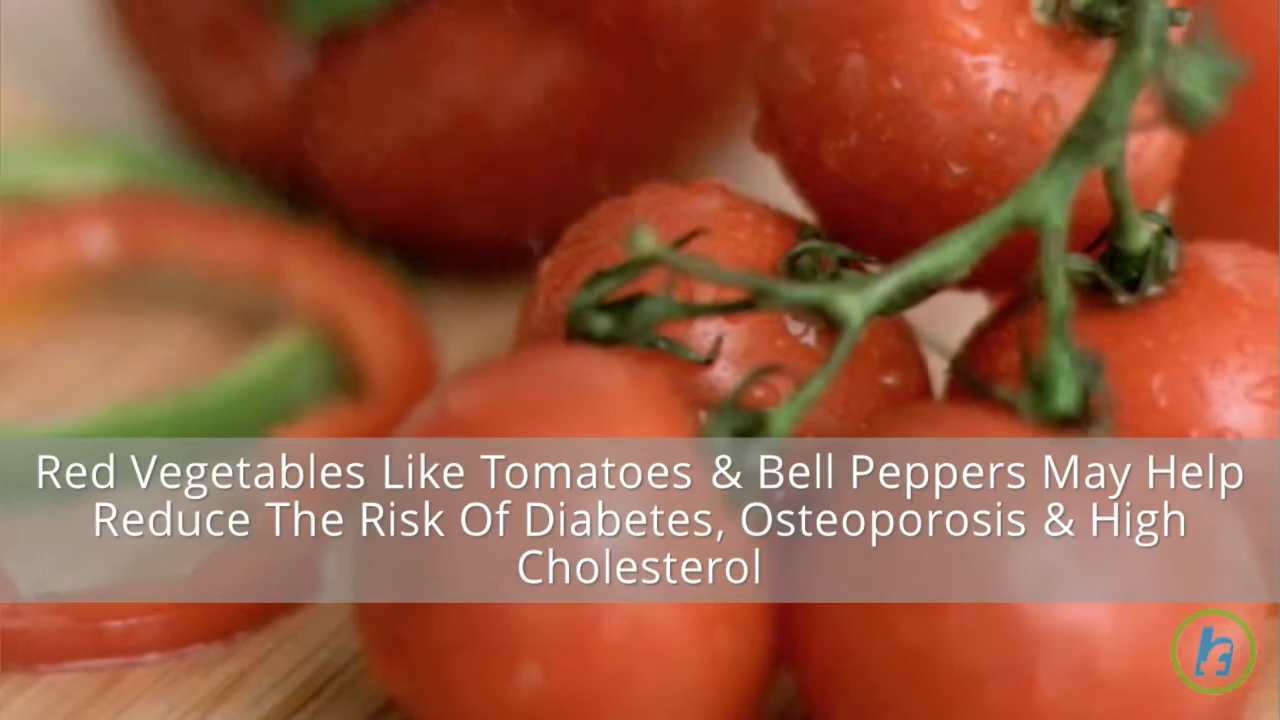 Red Vegetables Like Tomatoes & Bell Peppers May Help
Reduce The Risk Of Diabetes, Osteoporosis & High
Cholesterol